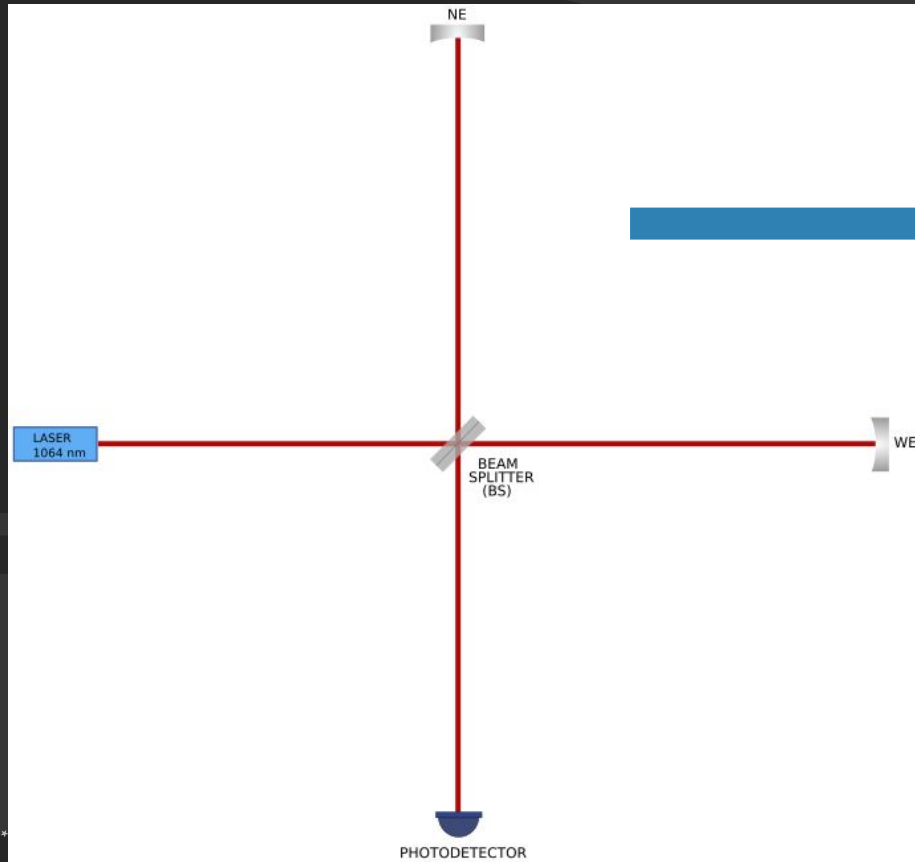 NE
LASER
1064 nm
WE
BEAM
SPLITTER
(BS)
*
PHOTODETECTOR